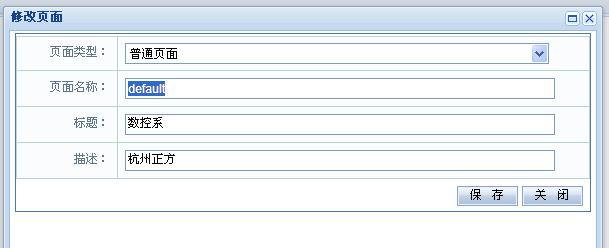 修改页面
页面类型： 普通页面
页面名称： default
标题： 数控系
描述： 杭州正方
保 存 关 闭